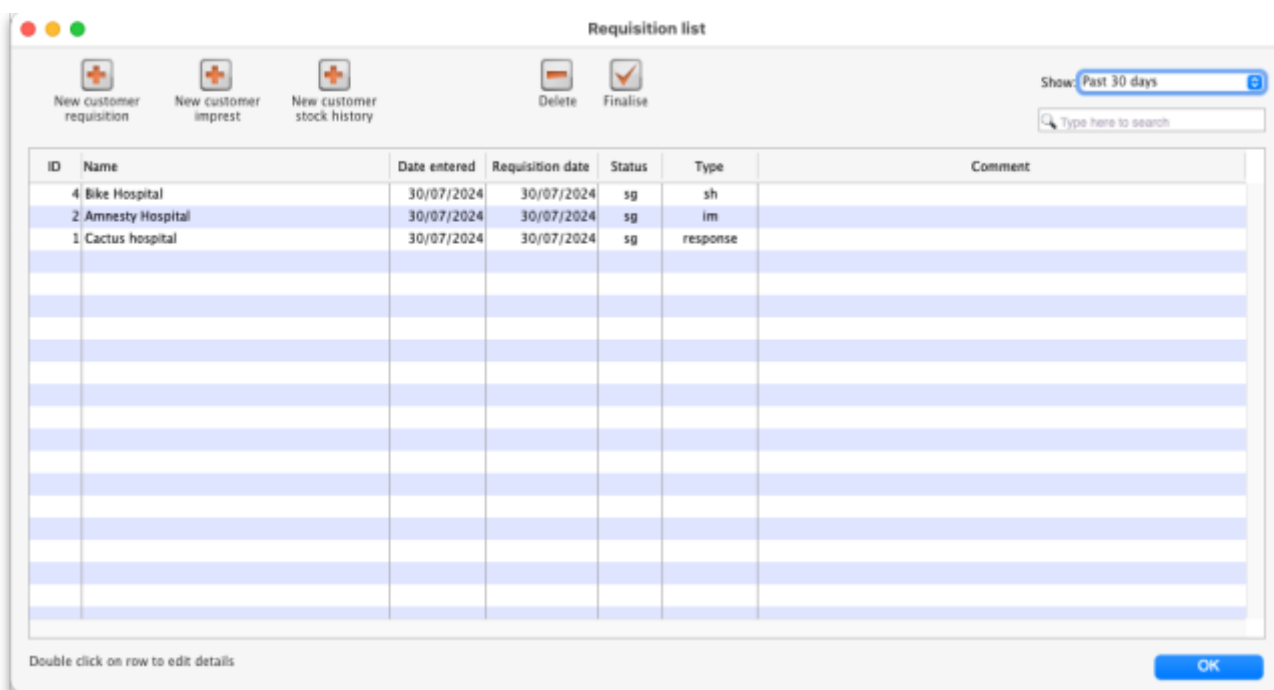 Requisition list
New customer requisition
New customer imprest
New customer stock history
Delete
Finalise
Show: Past 30 days
Type here to search
ID Name Date entered Requisition date Status Type Comment
4 Bike Hospital 30/07/2024 30/07/2024 sg sh
2 Amnesty Hospital 30/07/2024 30/07/2024 sg im
1 Cactus hospital 30/07/2024 30/07/2024 sg response
Double click on row to edit details
OK